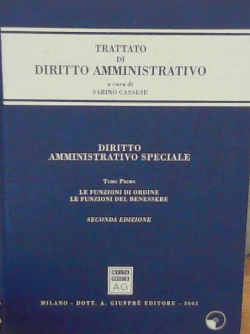 TRATTATO
DI
DIRITTO AMMINISTRATIVO
a cura di
SABINO CASSESE
DIRITTO
AMMINISTRATIVO SPECIALE
TOMO PRIMO
LE FUNZIONI DI ORDINE
LE FUNZIONI DEL BENESSERE
SECONDA EDIZIONE
AG
MILANO - DOTT. A. GIUFFRÈ EDITORE - 2003